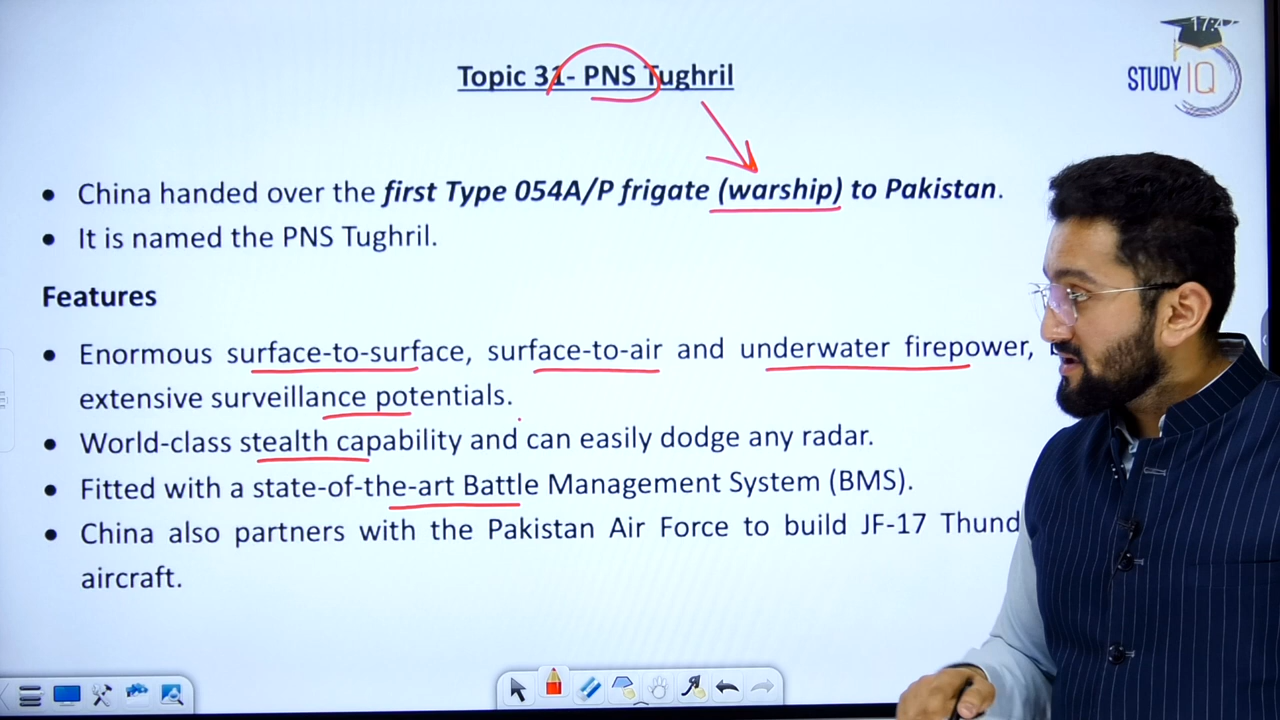 17:4
STUDY IQ
Topic 31- PNS Tughril
• China handed over the first Type 054A/P frigate (warship) to Pakistan.
• It is named the PNS Tughril.
Features
• Enormous surface-to-surface, surface-to-air and underwater firepower,
extensive surveillance potentials.
• World-class stealth capability and can easily dodge any radar.
• Fitted with a state-of-the-art Battle Management System (BMS).
• China also partners with the Pakistan Air Force to build JF-17 Thund
aircraft.